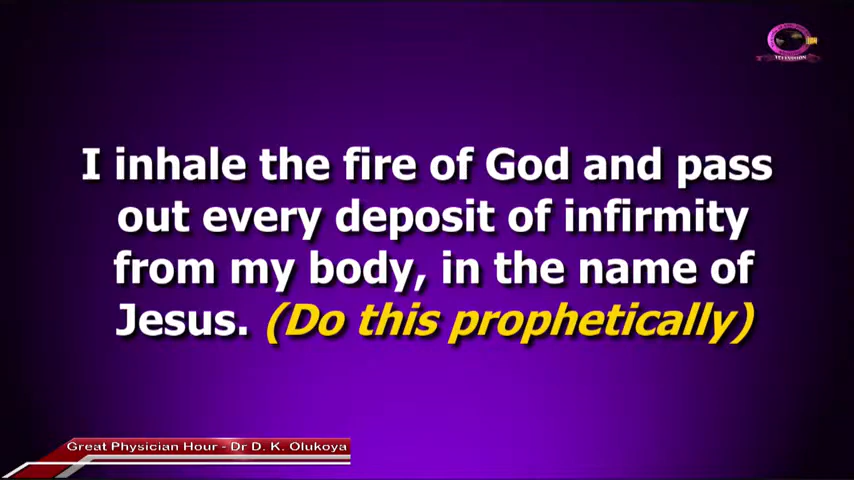 I inhale the fire of God and pass
out every deposit of infirmity
from my body, in the name of
Jesus. (Do this prophetically)
Great Physician Hour - Dr D. K. Olukoya
TELEVISION